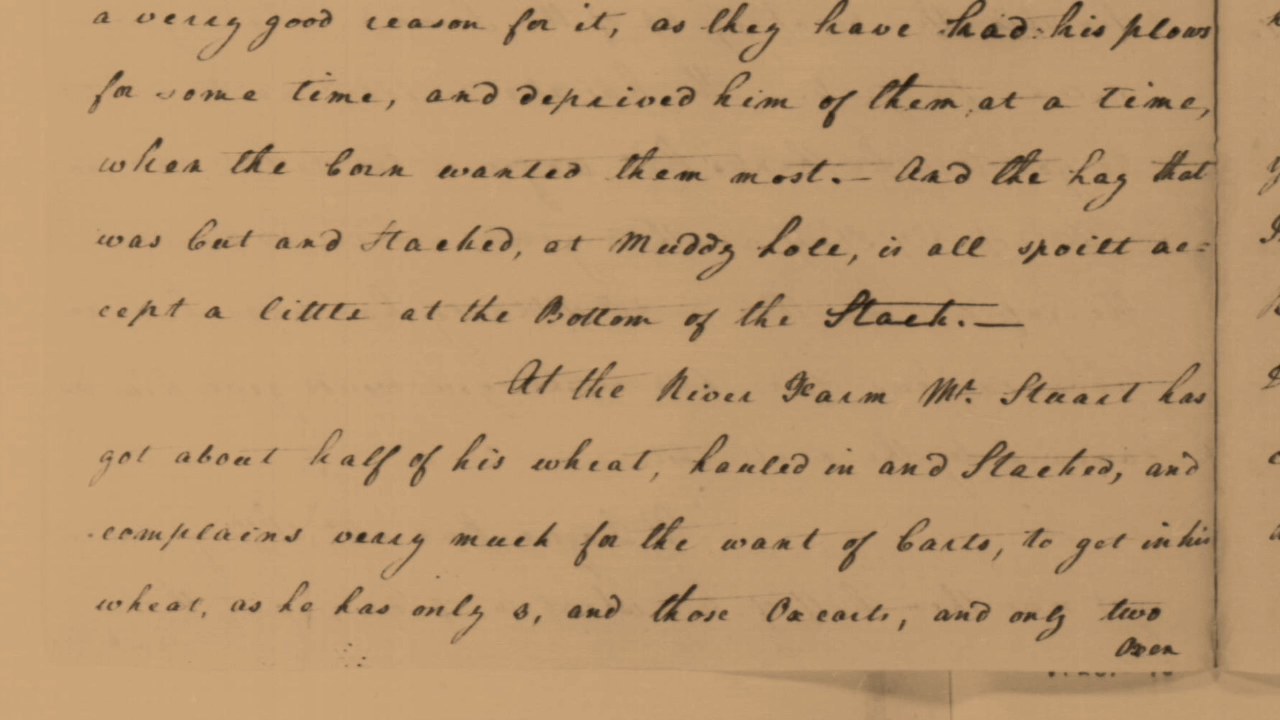 a verry good reason for it, as they have had his plows
for some time, and deprived him of them at a time,
when the Corn wanted them most.— And the hay that
was Cut and Stacked, at Muddy hole, is all spoilt ac=
cept a little at the Bottom of the Stack.—
At the River Farm Mr. Stuart has
got about half of his wheat, hauled in and Stacked, and
complains verry much for the want of Carts, to get in his
wheat, as he has only 3, and those Oxcarts, and only two
Oxen